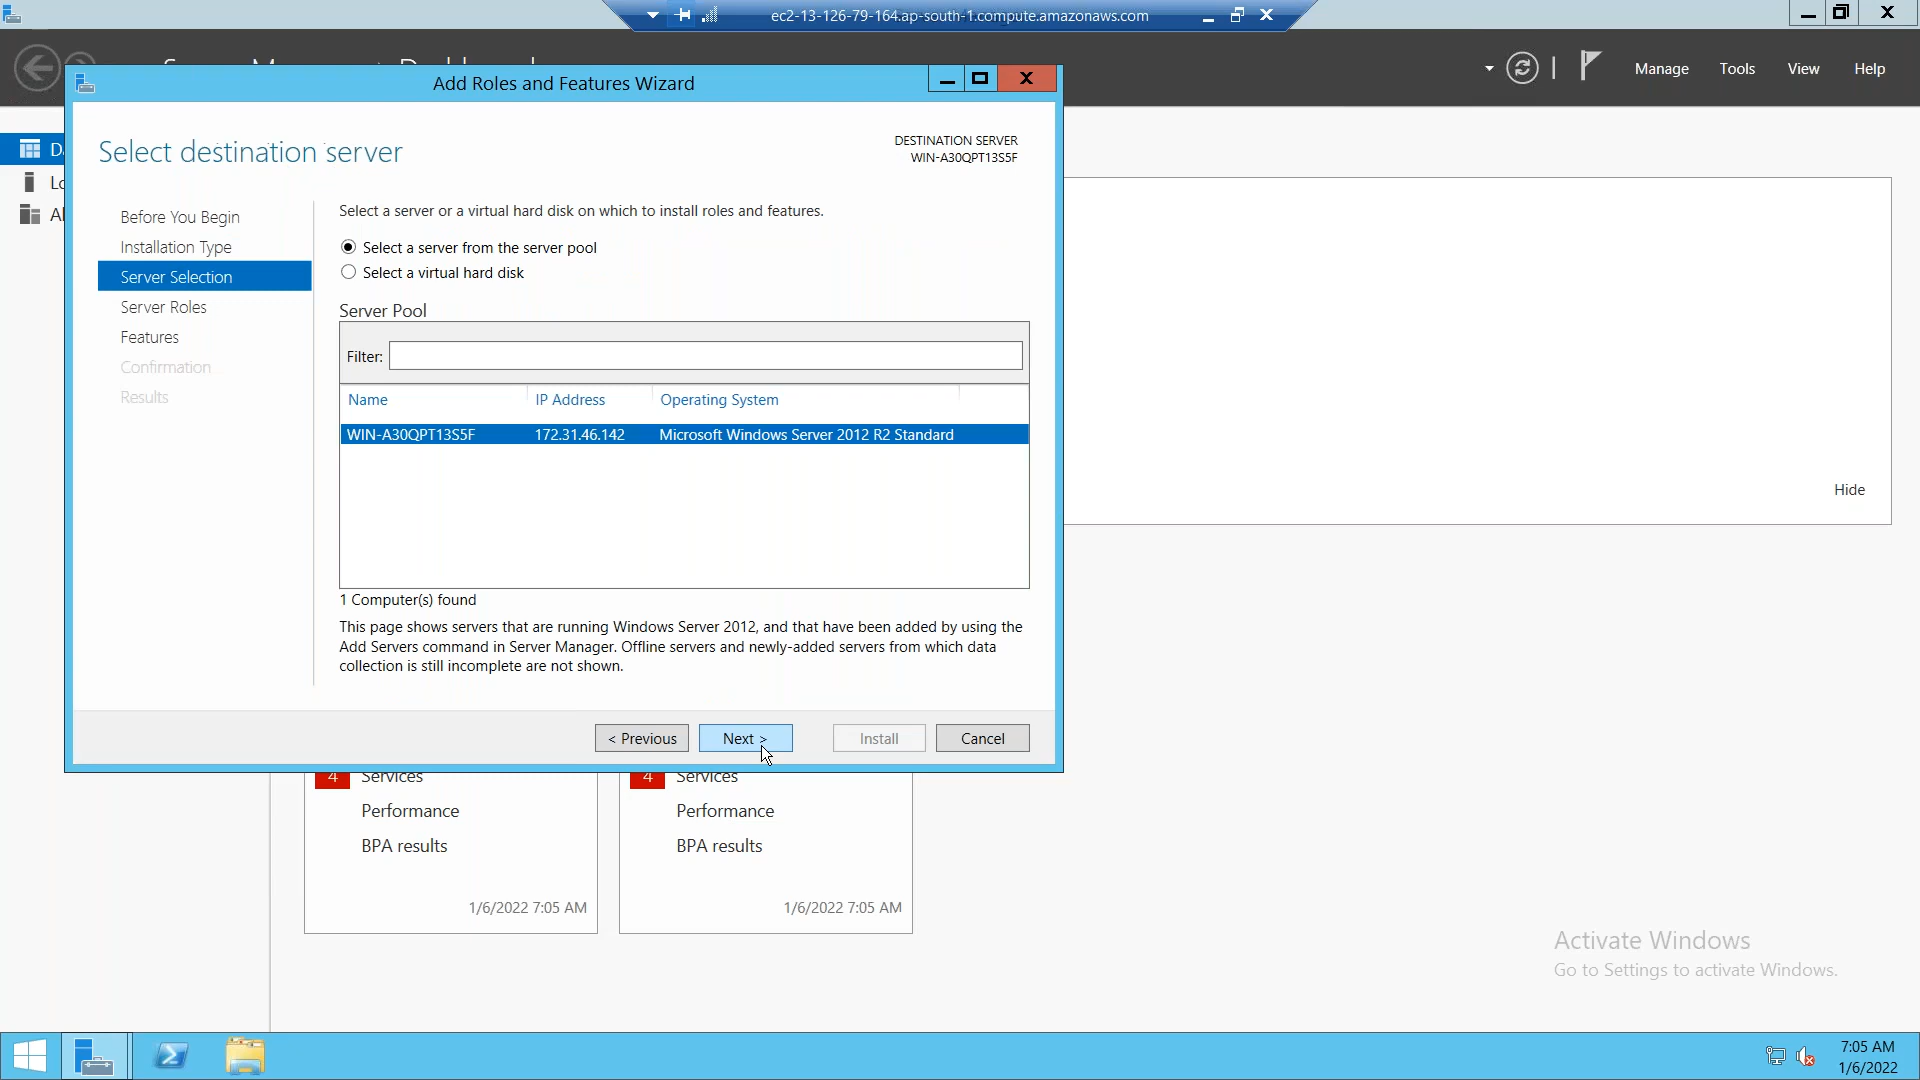 ec2-13-126-79-164.ap-south-1.compute.amazonaws.com
Manage
Tools
View
Help
Add Roles and Features Wizard
Select destination server
DESTINATION SERVER
WIN-A30QPT13S5F
Before You Begin
Installation Type
Server Selection
Server Roles
Features
Confirmation
Results
Select a server or a virtual hard disk on which to install roles and features.
Select a server from the server pool
Select a virtual hard disk
Server Pool
Filter:
Name IP Address Operating System
WIN-A30QPT13S5F 172.31.46.142 Microsoft Windows Server 2012 R2 Standard
1 Computer(s) found
This page shows servers that are running Windows Server 2012, and that have been added by using the
Add Servers command in Server Manager. Offline servers and newly-added servers from which data
collection is still incomplete are not shown.
< Previous
Next >
Install
Cancel
Hide
4 Services
Performance
BPA results
1/6/2022 7:05 AM
4 Services
Performance
BPA results
1/6/2022 7:05 AM
Activate Windows
Go to Settings to activate Windows.
7:05 AM
1/6/2022